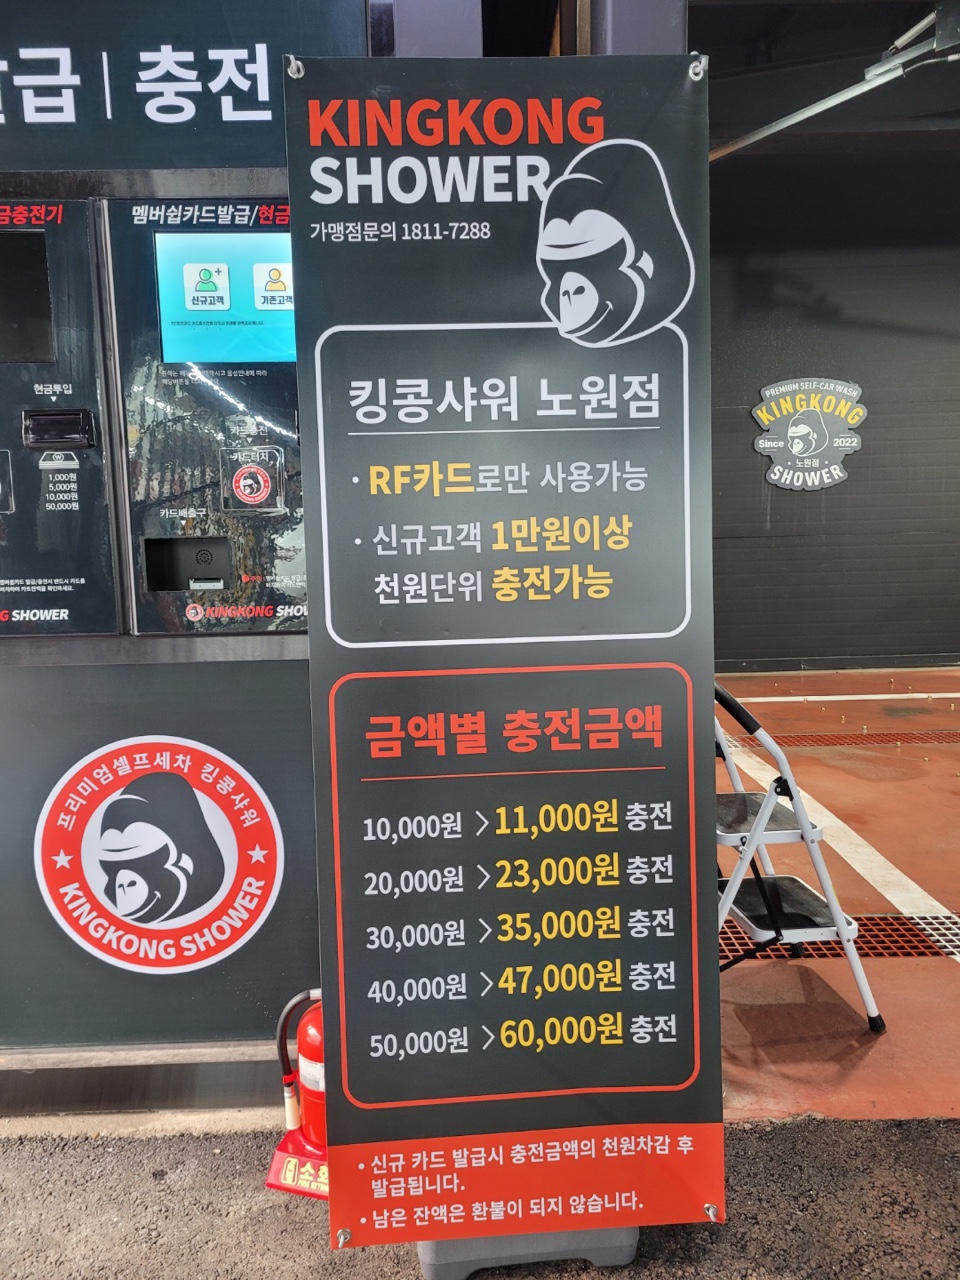 급 | 충전
금충전기
멤버쉽카드발급/현금
신규고객
기존고객
현금투입
1,000원
5,000원
10,000원
50,000원
카드충전
카드터치
카드배출구
KINGKONG SHOW
G SHOWER
프리미엄셀프세차 킹콩샤워
KINGKONG SHOWER
KINGKONG
SHOWER
가맹점문의 1811-7288
킹콩샤워 노원점
· RF카드로만 사용가능
· 신규고객 1만원이상
천원단위 충전가능
금액별 충전금액
10,000원 > 11,000원 충전
20,000원 > 23,000원 충전
30,000원 > 35,000원 충전
40,000원 > 47,000원 충전
50,000원 > 60,000원 충전
• 신규 카드 발급시 충전금액의 천원차감 후
발급됩니다.
• 남은 잔액은 환불이 되지 않습니다.
PREMIUM SELF-CAR WASH
KINGKONG
Since 2022
• 노원점 •
SHOWER